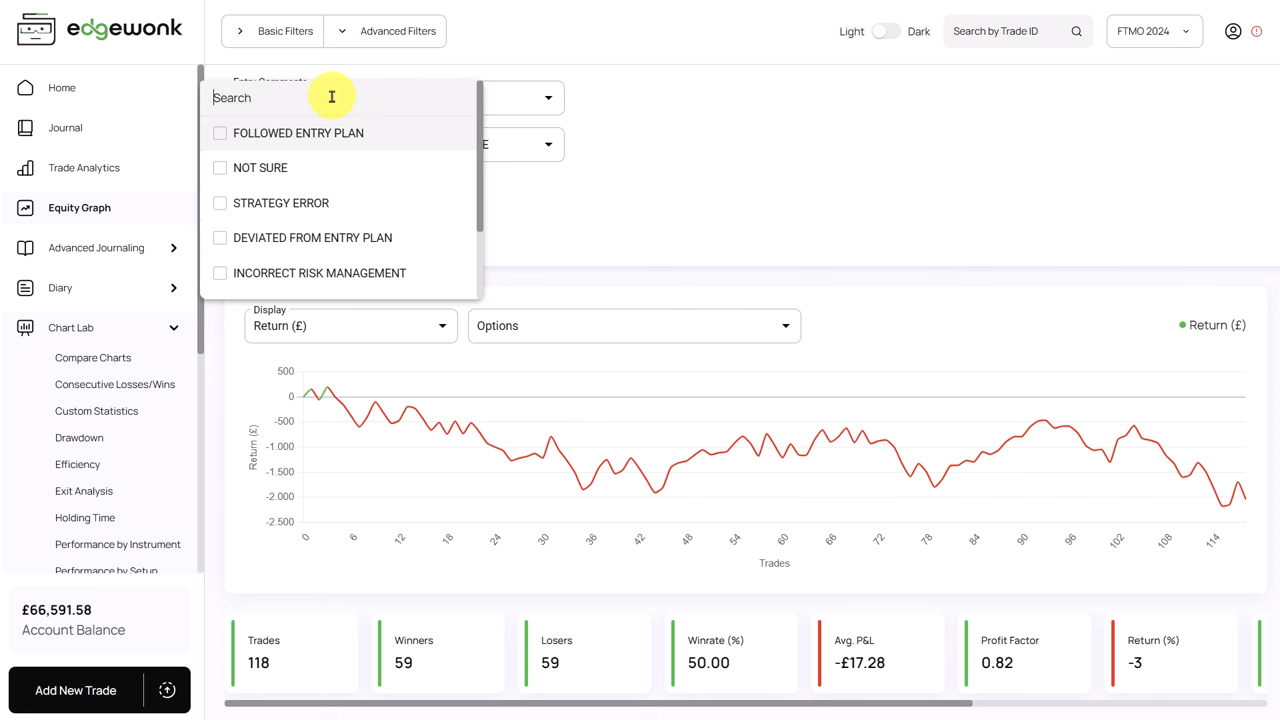 edgewonk
Basic Filters
Advanced Filters
Light
Dark
Search by Trade ID
FTMO 2024
Home
Journal
Trade Analytics
Equity Graph
Advanced Journaling
Diary
Chart Lab
Compare Charts
Consecutive Losses/Wins
Custom Statistics
Drawdown
Efficiency
Exit Analysis
Holding Time
Performance by Instrument
Performance by Setup
£66,591.58
Account Balance
Add New Trade
Entry Comments
Search
FOLLOWED ENTRY PLAN
NOT SURE
STRATEGY ERROR
DEVIATED FROM ENTRY PLAN
INCORRECT RISK MANAGEMENT
E
Display
Return (£)
Options
Return (£)
Return (£)
500
0
-500
-1.000
-1.500
-2.000
-2.500
0 6 12 18 24 30 36 42 48 54 60 66 72 78 84 90 96 102 108 114
Trades
Trades
118
Winners
59
Losers
59
Winrate (%)
50.00
Avg. P&L
-£17.28
Profit Factor
0.82
Return (%)
-3